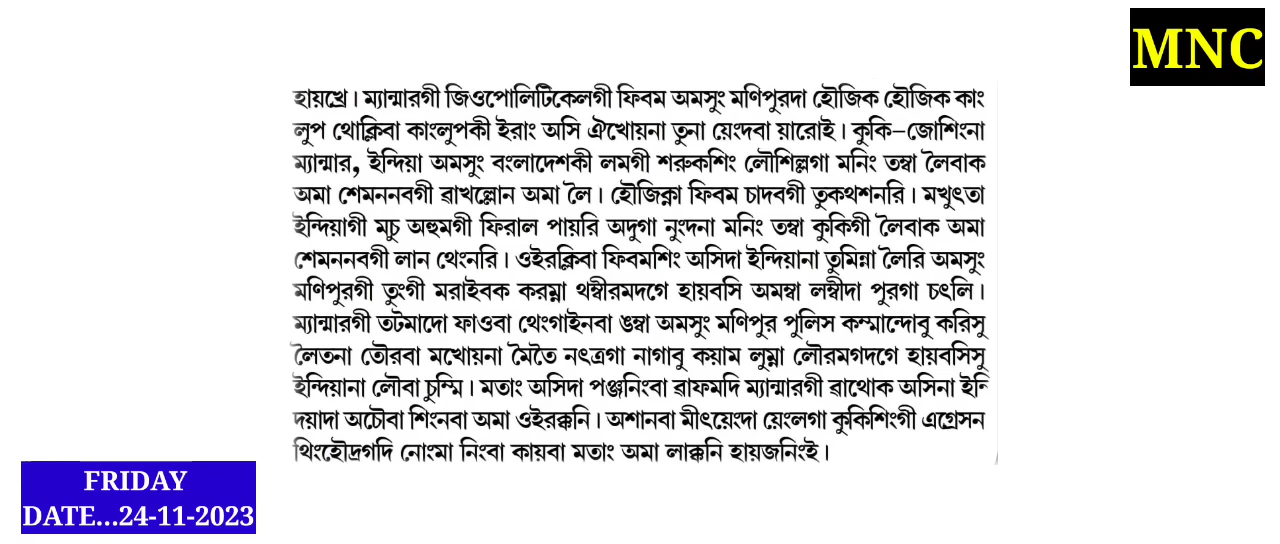 MNC
হায়খ্রে। ম্যান্মারগী জিওপোলিটিকেলগী ফিবম অমসুং মণিপুরদা হৌজিক হৌজিক কাং
লুপ থোক্লিবা কাংলুপকী ইরাং অসি ঐখোয়না তুনা য়েংদবা য়ারোই। কুকি–জোশিংনা
ম্যান্মার, ইন্দিয়া অমসুং বংলাদেশকী লমগী শরুকশিং লৌশিল্লগা মনিং তম্বা লৈবাক
অমা শেমননবগী ৱাখল্লোন অমা লৈ। হৌজিক্না ফিবম চাদবগী তুকথশনরি। মখুৎতা
ইন্দিয়াগী মচু অহুমগী ফিরাল পায়রি অদুগা নুংদনা মনিং তম্বা কুকিগী লৈবাক অমা
শেমননবগী লান থেংনরি। ওইরক্লিবা ফিবমশিং অসিদা ইন্দিয়ানা তুমিন্না লৈরি অমসুং
মণিপুরগী তুংগী মরাইবক করম্না থম্বীরমদগে হায়বসি অমম্বা লম্বীদা পুরগা চৎলি।
ম্যান্মারগী তটমাদো ফাওবা থেংগাইনবা ঙম্বা অমসুং মণিপুর পুলিস কম্মান্দোবু করিসু
লৈতনা তৌরবা মখোয়না মৈতৈ নৎত্রগা নাগাবু কয়াম লুম্না লৌরমগদগে হায়বসিসু
ইন্দিয়ানা লৌবা চুম্মি। মতাং অসিদা পঞ্জনিংবা ৱাফমদি ম্যান্মারগী ৱাথোক অসিনা ইন্দি
দয়াদা অচৌবা শিংনবা অমা ওইরক্কনি। অশানবা মীৎয়েংদা য়েংলগা কুকিশিংগী এগ্রেসন
থিংহৌদ্রগদি নোংমা নিংবা কায়বা মতাং অমা লাক্কনি হায়জনিংই।
FRIDAY
DATE...24-11-2023